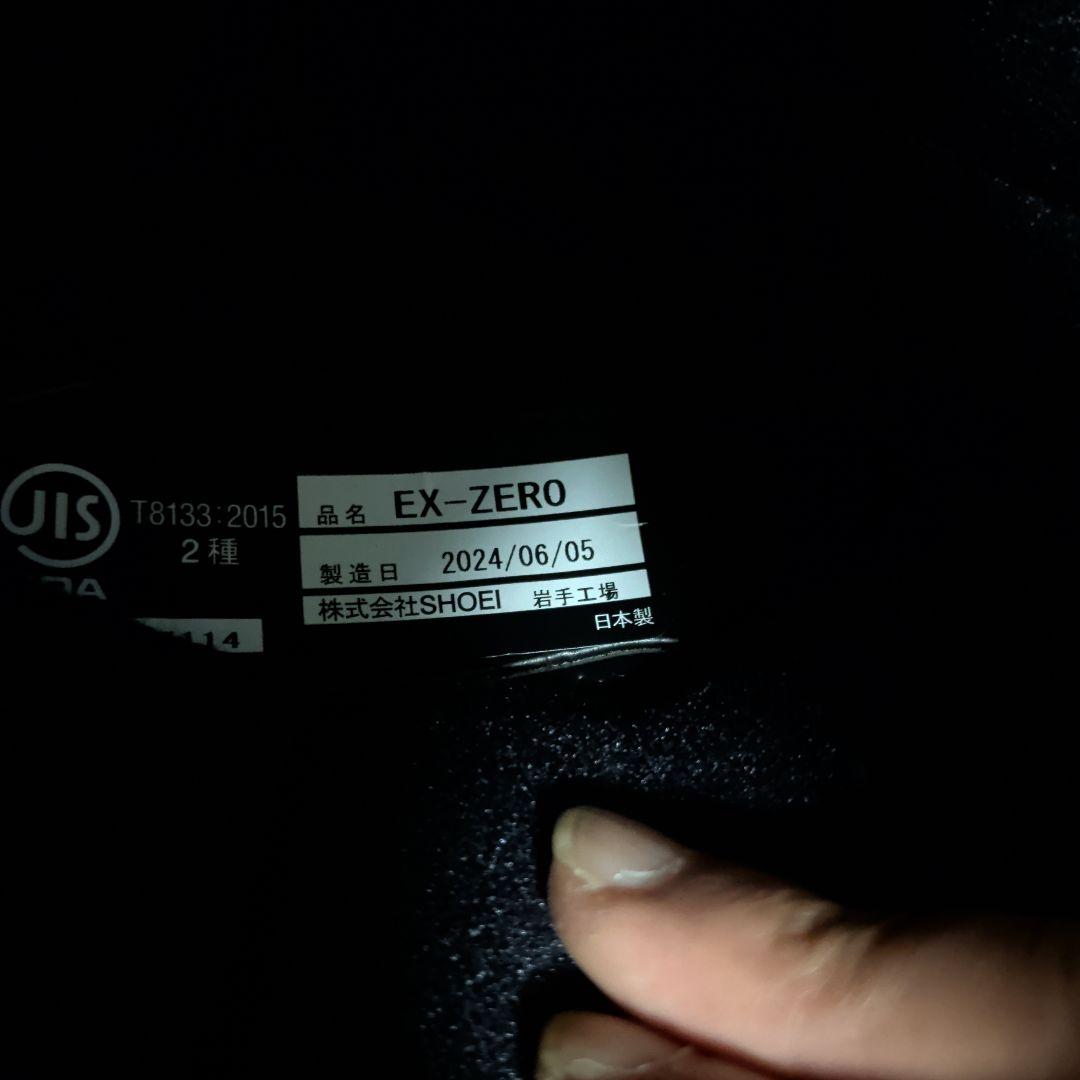 JIS
T8133:2015
2種
品名 EX-ZERO
製造日 2024/06/05
株式会社SHOEI 岩手工場
日本製
114